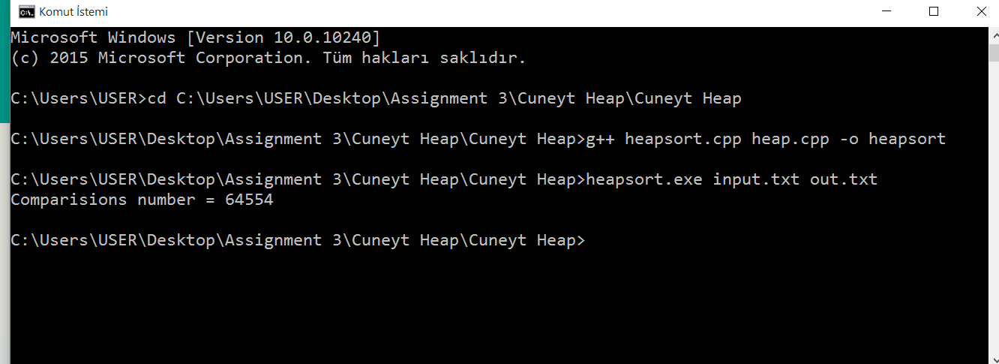 Komut İstemi
Microsoft Windows [Version 10.0.10240]
(c) 2015 Microsoft Corporation. Tüm hakları saklıdır.
C:\Users\USER>cd C:\Users\USER\Desktop\Assignment 3\Cuneyt Heap\Cuneyt Heap
C:\Users\USER\Desktop\Assignment 3\Cuneyt Heap\Cuneyt Heap>g++ heapsort.cpp heap.cpp -o heapsort
C:\Users\USER\Desktop\Assignment 3\Cuneyt Heap\Cuneyt Heap>heapsort.exe input.txt out.txt
Comparisions number = 64554
C:\Users\USER\Desktop\Assignment 3\Cuneyt Heap\Cuneyt Heap>